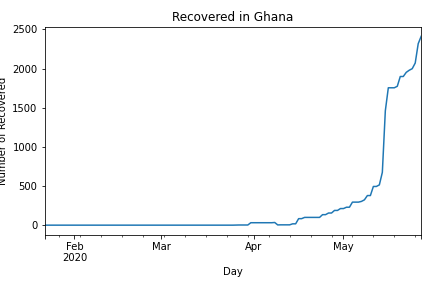 Recovered in Ghana
2500
2000
1500
1000
500
0
Number of Recovered
Feb
2020
Mar
Apr
May
Day